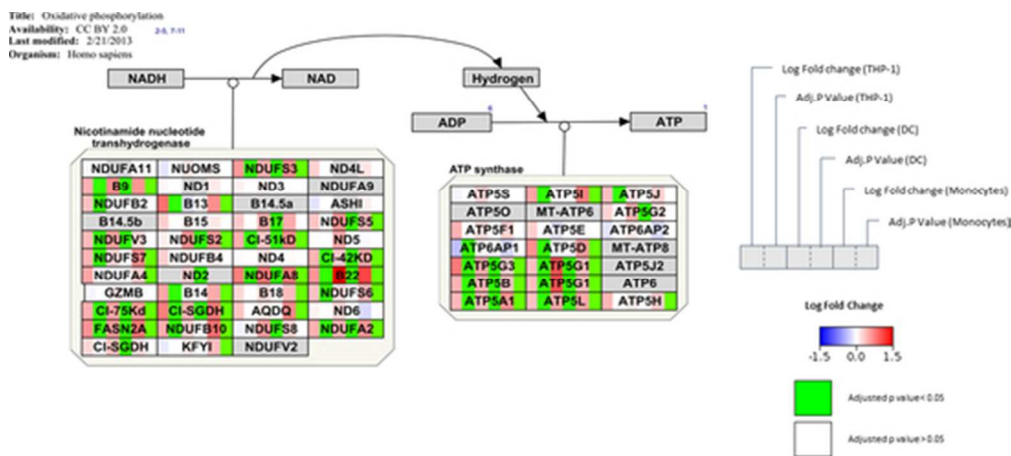 Title: Oxidative phosphorylation
Availability: CC BY 2.0 2-5, 7-11
Last modified: 2/21/2013
Organism: Homo sapiens
NADH NAD Hydrogen
ADP 6 ATP 1
Nicotinamide nucleotide
transhydrogenase
NDUFA11 NUOMS NDUFS3 ND4L
B9 ND1 ND3 NDUFA9
NDUFB2 B13 B14.5a ASHI
B14.5b B15 B17 NDUFS5
NDUFV3 NDUFS2 CI-51kD ND5
NDUFS7 NDUFB4 ND4 CI-42KD
NDUFA4 ND2 NDUFA8 B22
GZMB B14 B18 NDUFS6
CI-75Kd CI-SGDH AQDQ ND6
FASN2A NDUFB10 NDUFS8 NDUFA2
CI-SGDH KFYI NDUFV2
ATP synthase
ATP5S ATP5I ATP5J
ATP5O MT-ATP6 ATP5G2
ATP5F1 ATP5E ATP6AP2
ATP6AP1 ATP5D MT-ATP8
ATP5G3 ATP5G1 ATP5J2
ATP5B ATP5G1 ATP6
ATP5A1 ATP5L ATP5H
Log Fold change (THP-1)
Adj.P Value (THP-1)
Log Fold change (DC)
Adj.P Value (DC)
Log Fold change (Monocytes)
Adj.P Value (Monocytes)
Log Fold Change
-1.5 0.0 1.5
Adjusted p value< 0.05
Adjusted p value> 0.05